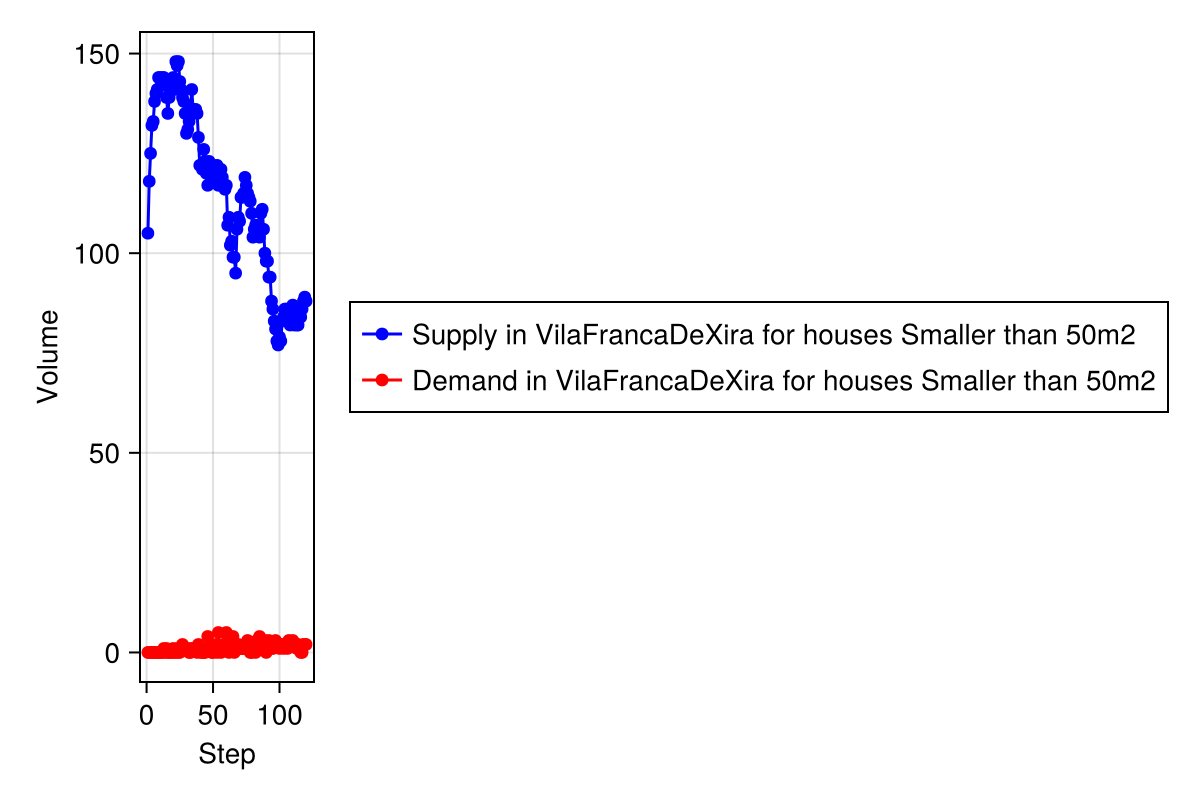 150
100
50
0
Volume
0 50 100
Step
Supply in VilaFrancaDeXira for houses Smaller than 50m2
Demand in VilaFrancaDeXira for houses Smaller than 50m2